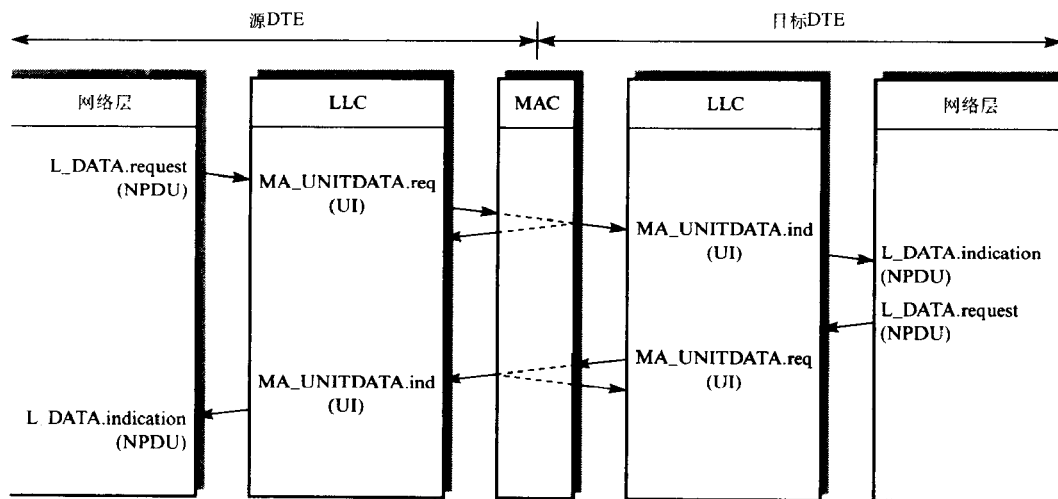 源DTE
目标DTE
网络层
LLC
MAC
LLC
网络层
L_DATA.request
(NPDU)
MA_UNITDATA.req
(UI)
MA_UNITDATA.ind
(UI)
L_DATA.indication
(NPDU)
L_DATA.request
(NPDU)
MA_UNITDATA.req
(UI)
MA_UNITDATA.ind
(UI)
L_DATA.indication
(NPDU)